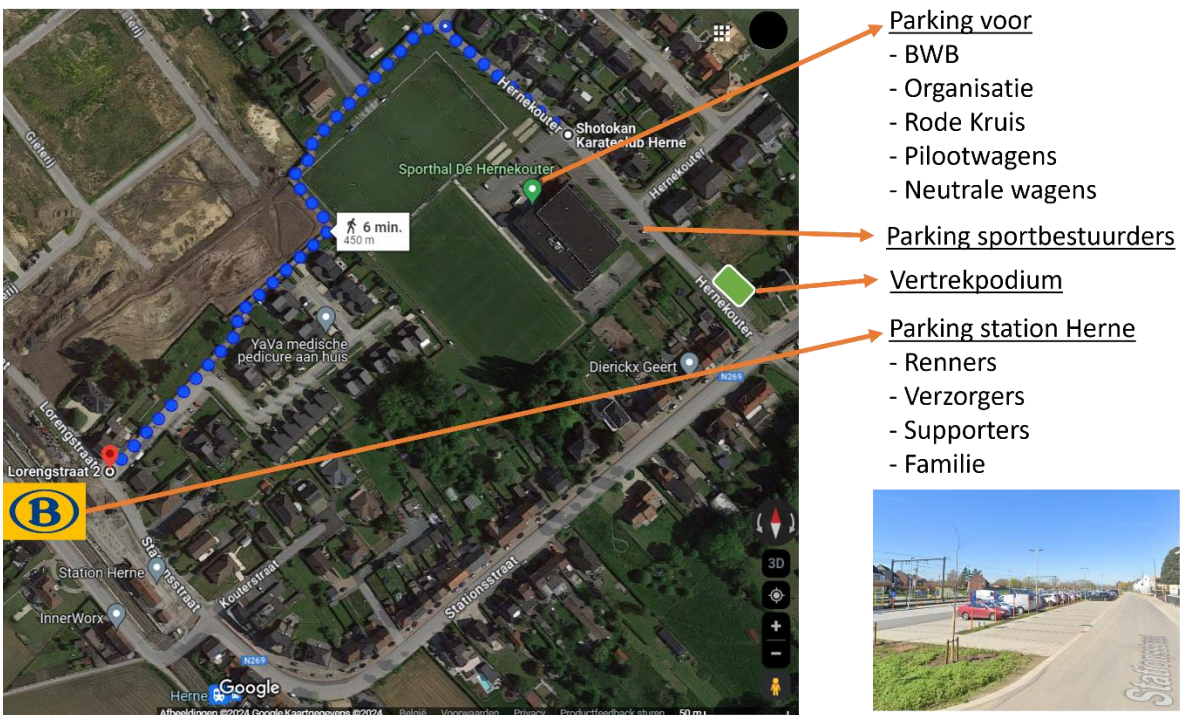 Parking voor
- BWB
- Organisatie
- Rode Kruis
- Pilootwagens
- Neutrale wagens
Parking sportbestuurders
Vertrekpodium
Parking station Herne
- Renners
- Verzorgers
- Supporters
- Familie
Gieterij
Gieterij
Hernekouter
Shotokan
Karateclub Herne
Sporthal De Hernekouter
Hernekouter
6 min.
450 m
Hernekouter
YaVa medische
pedicure aan huis
Dierickx Geert
N269
Lorengstraat
Lorengstraat 2
B
Stationsstraat
Station Herne
Kouterstraat
Stationsstraat
InnerWorx
N269
Herne
Google
3D
+
−
Afbeeldingen ©2024 Google Kaartgegevens ©2024 België Voorwaarden Privacy Productfeedback sturen 50 m